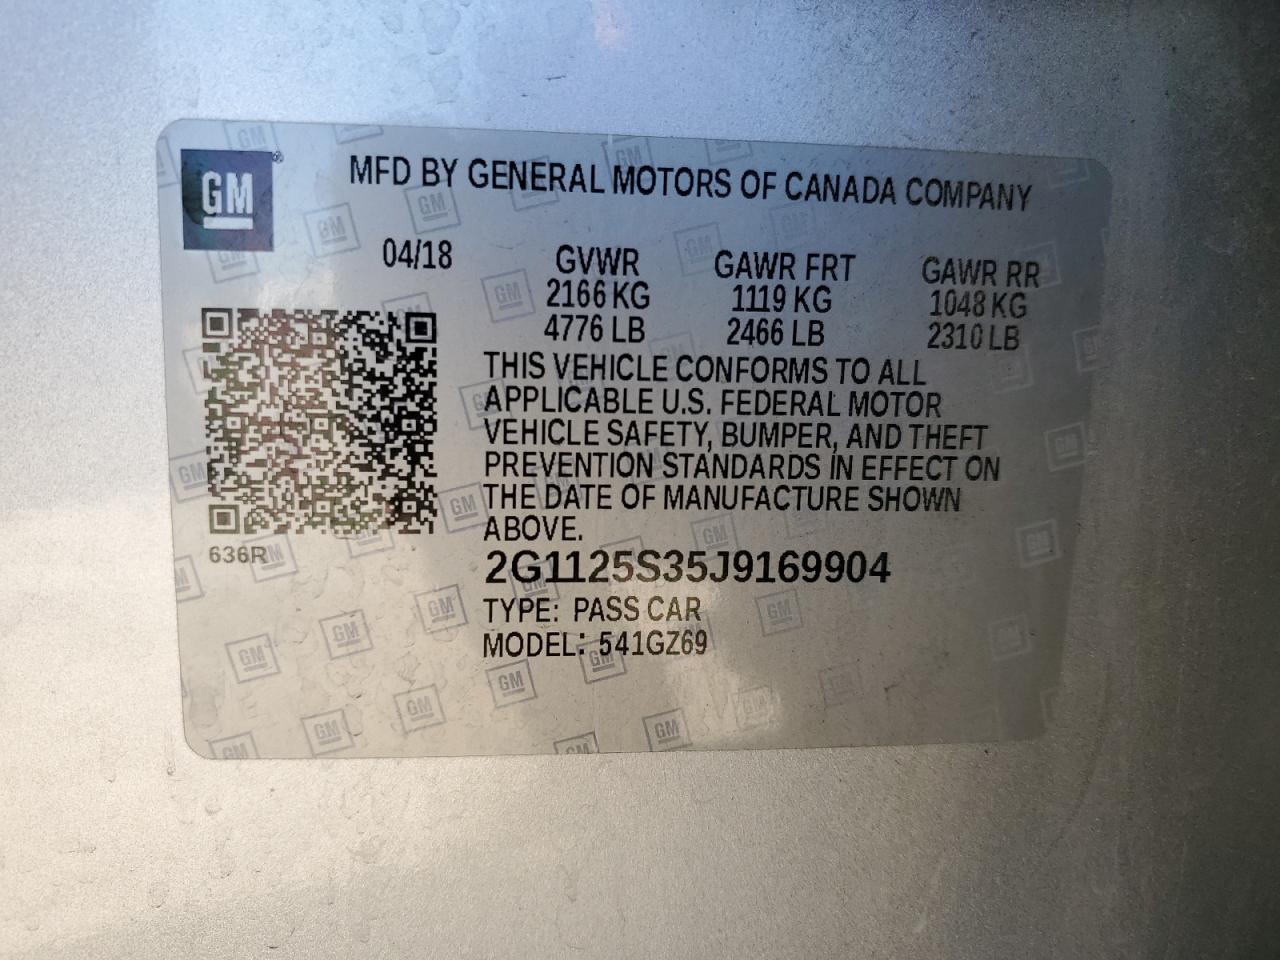 GM
MFD BY GENERAL MOTORS OF CANADA COMPANY
04/18 GVWR GAWR FRT GAWR RR
2166 KG 1119 KG 1048 KG
4776 LB 2466 LB 2310 LB
THIS VEHICLE CONFORMS TO ALL
APPLICABLE U.S. FEDERAL MOTOR
VEHICLE SAFETY, BUMPER, AND THEFT
PREVENTION STANDARDS IN EFFECT ON
THE DATE OF MANUFACTURE SHOWN
ABOVE.
636R
2G1125S35J9169904
TYPE: PASS CAR
MODEL: 541GZ69